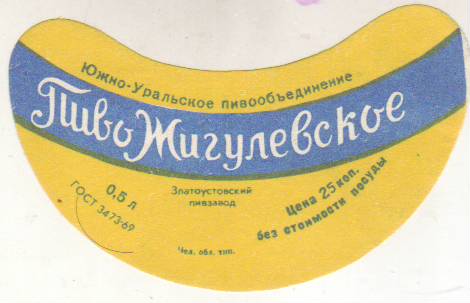 Южно-Уральское пивообъединение
Пиво Жигулевское
0,5 л
ГОСТ 3473-69
Златоустовский
пивзавод
Цена 25 коп.
без стоимости посуды
Чел. обл. тип.